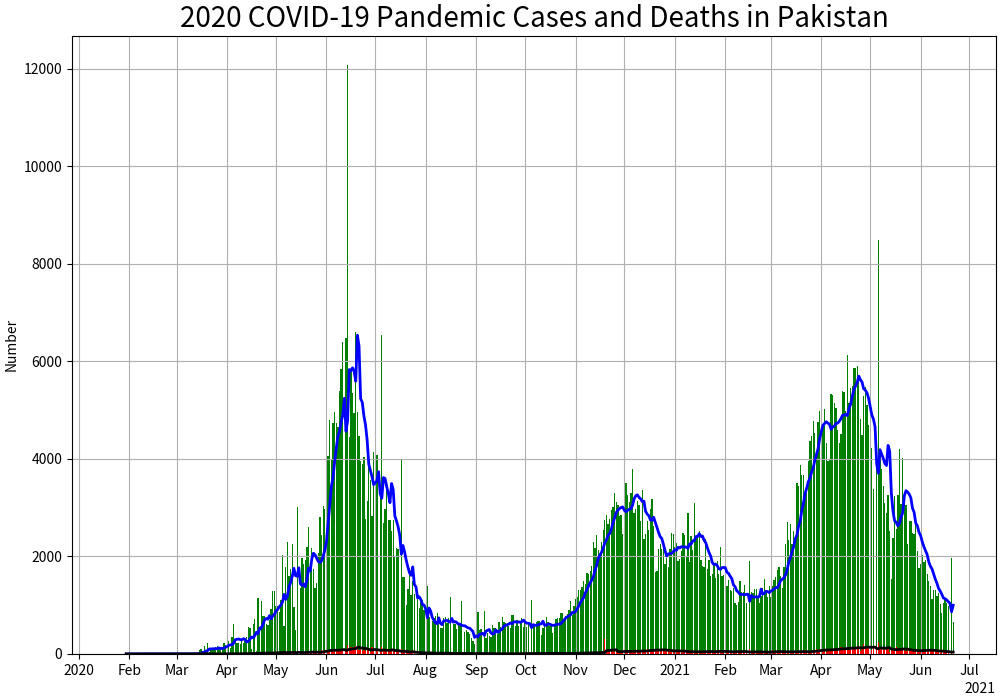 2020 COVID-19 Pandemic Cases and Deaths in Pakistan
12000
10000
8000
6000
4000
2000
0
Number
2020 Feb Mar Apr May Jun Jul Aug Sep Oct Nov Dec 2021 Feb Mar Apr May Jun Jul
2021